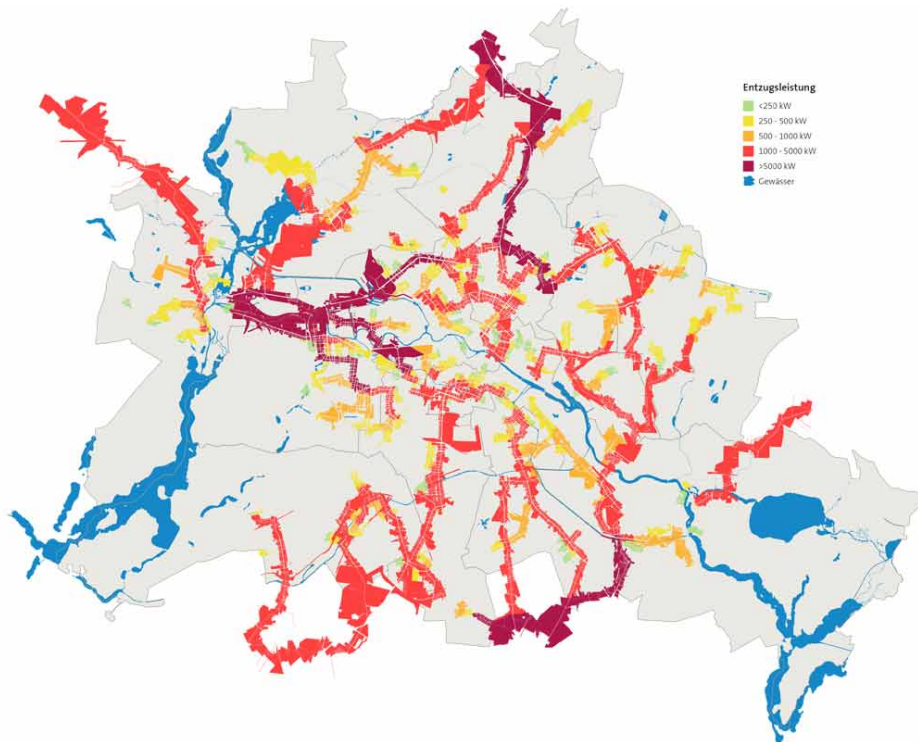 Entzugsleistung
<250 kW
250 - 500 kW
500 - 1000 kW
1000 - 5000 kW
>5000 kW
Gewässer